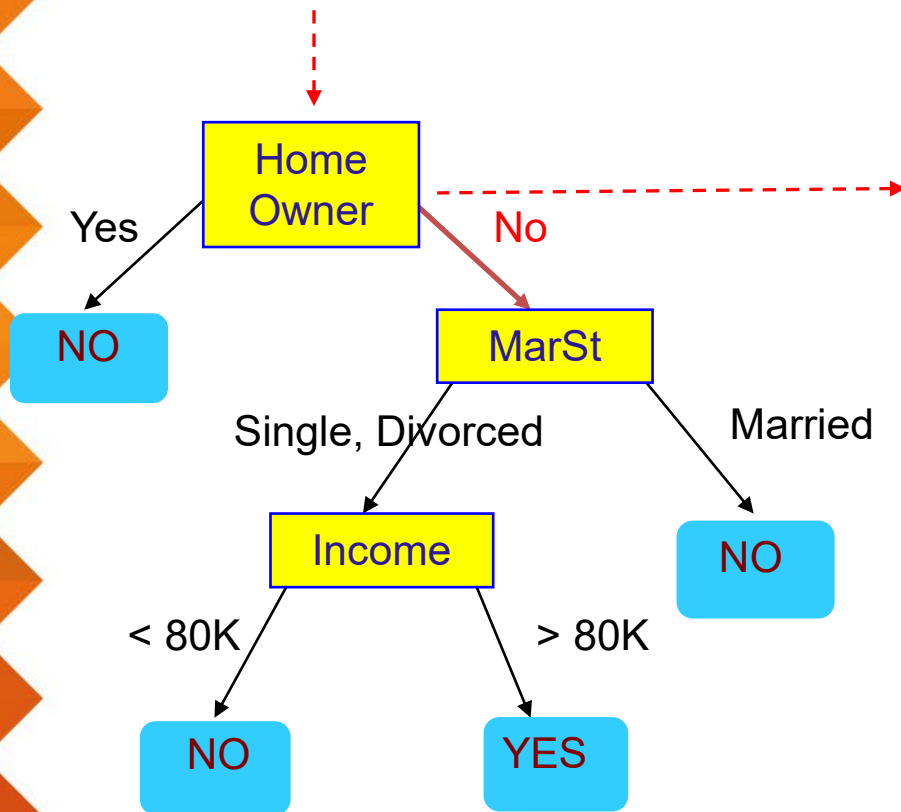 Home
Owner
Yes
No
NO
MarSt
Single, Divorced
Married
Income
NO
< 80K
> 80K
NO
YES